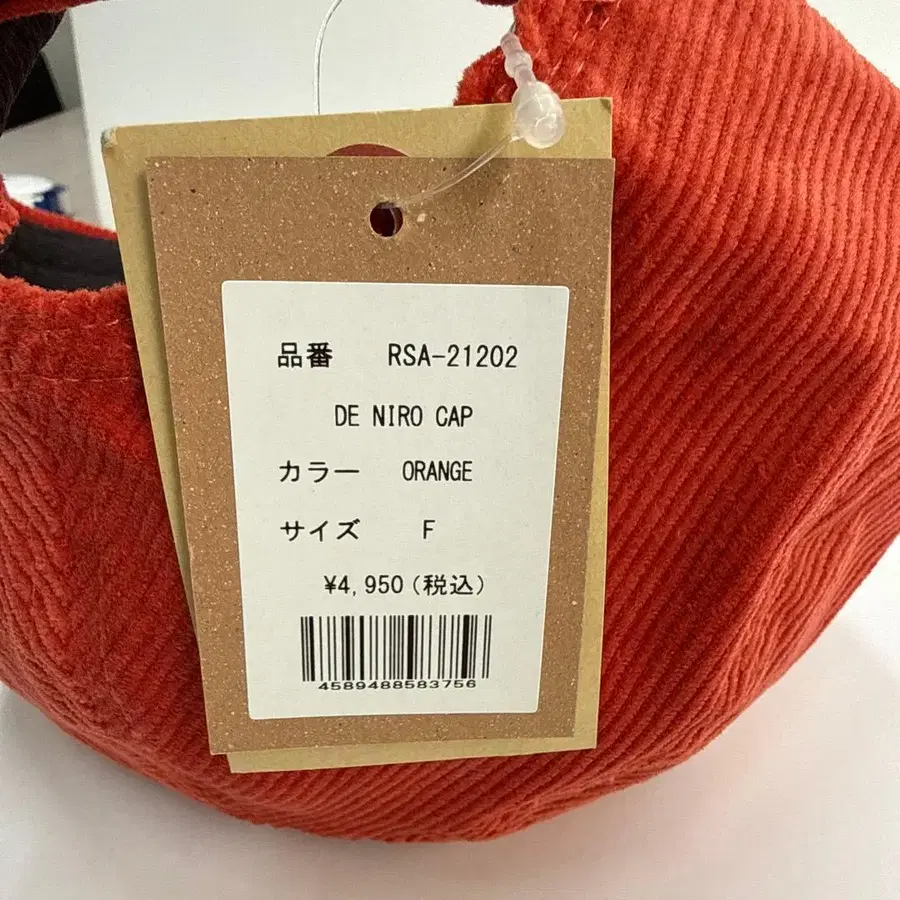 品番 RSA-21202
DE NIRO CAP
カラー ORANGE
サイズ F
¥4,950(税込)
4589488583756